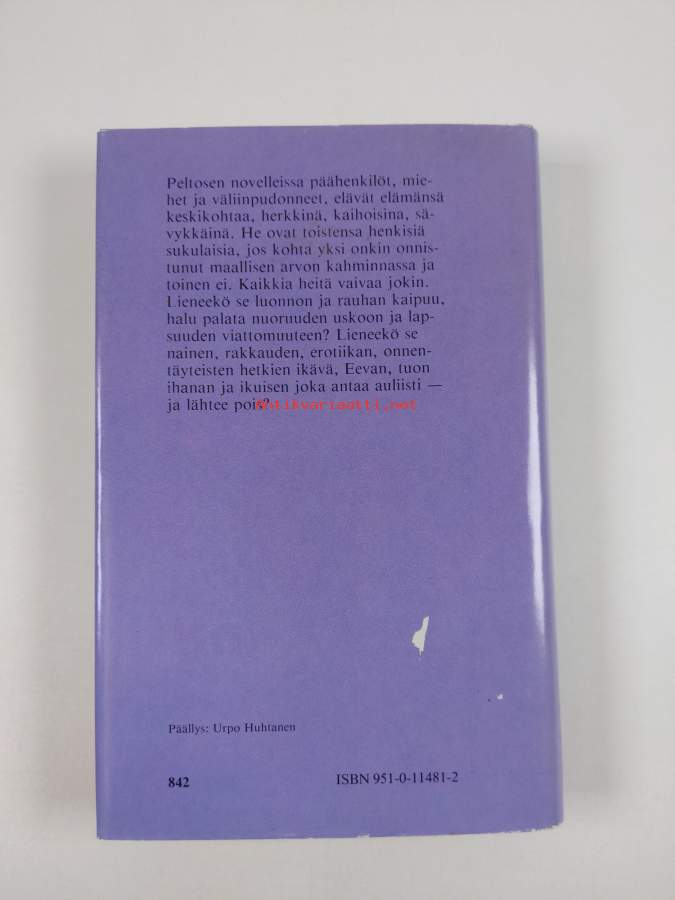 Peltosen novelleissa päähenkilöt, mie-
het ja väliinpudonneet, elävät elämänsä
keskikohtaa, herkkinä, kaihoisina, sä-
vykkäinä. He ovat toistensa henkisiä
sukulaisia, jos kohta yksi onkin onnis-
tunut maallisen arvon kahminnassa ja
toinen ei. Kaikkia heitä vaivaa jokin.
Lieneekö se luonnon ja rauhan kaipuu,
halu palata nuoruuden uskoon ja lap-
suuden viattomuuteen? Lieneekö se
nainen, rakkauden, erotiikan, onnen-
täyteisten hetkien ikävä, Eevan, tuon
ihanan ja ikuisen joka antaa auliisti —
ja lähtee pois?
Antikvariaatti.net
Päällys: Urpo Huhtanen
842 ISBN 951-0-11481-2